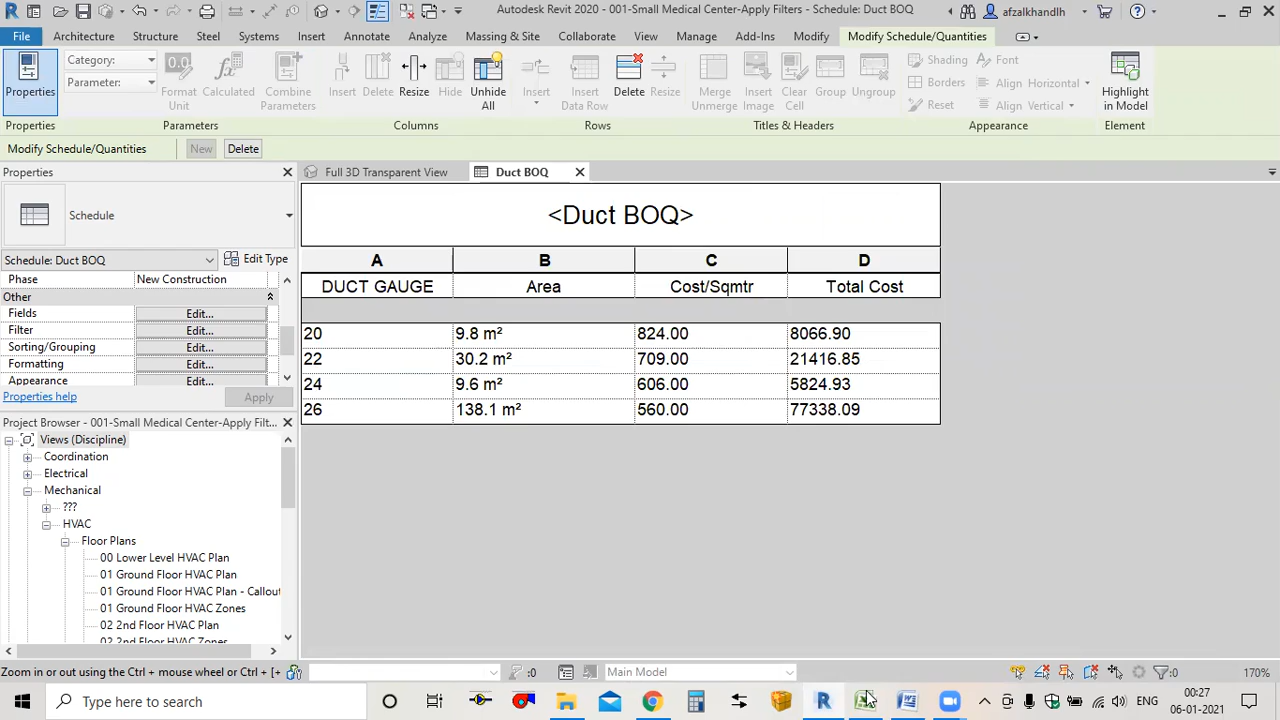 Autodesk Revit 2020 - 001-Small Medical Center-Apply Filters - Schedule: Duct BOQ
afzalkhandlh
File Architecture Structure Steel Systems Insert Annotate Analyze Massing & Site Collaborate View Manage Add-Ins Modify Modify Schedule/Quantities
Properties
Category:
Parameter:
Format Unit
Calculated
Combine Parameters
Insert
Delete
Resize
Hide
Unhide All
Insert
Insert Data Row
Delete
Resize
Merge Unmerge
Insert Image
Clear Cell
Group
Ungroup
Shading
Borders
Reset
Font
Align Horizontal
Align Vertical
Highlight in Model
Properties Parameters Columns Rows Titles & Headers Appearance Element
Modify Schedule/Quantities New Delete
Properties
Full 3D Transparent View
Duct BOQ
Schedule
Schedule: Duct BOQ Edit Type
Phase New Construction
Other
Fields Edit...
Filter Edit...
Sorting/Grouping Edit...
Formatting Edit...
Appearance Edit...
Properties help Apply
Project Browser - 001-Small Medical Center-Apply Filt...
Views (Discipline)
Coordination
Electrical
Mechanical
???
HVAC
Floor Plans
00 Lower Level HVAC Plan
01 Ground Floor HVAC Plan
01 Ground Floor HVAC Plan - Callou
01 Ground Floor HVAC Zones
02 2nd Floor HVAC Plan
02 2nd Floor HVAC Zones
<Duct BOQ>
A B C D
DUCT GAUGE Area Cost/Sqmtr Total Cost
20 9.8 m² 824.00 8066.90
22 30.2 m² 709.00 21416.85
24 9.6 m² 606.00 5824.93
26 138.1 m² 560.00 77338.09
Zoom in or out using the Ctrl + mouse wheel or Ctrl + [ :0 Main Model :0 170%
Type here to search
00:27
06-01-2021